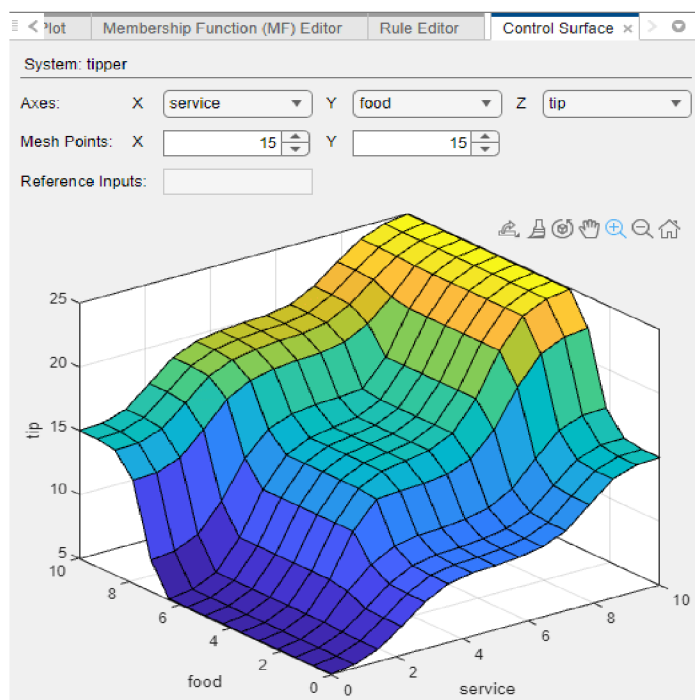 Plot Membership Function (MF) Editor Rule Editor Control Surface
System: tipper
Axes: X service Y food Z tip
Mesh Points: X 15 Y 15
Reference Inputs:
25
20
15
10
5
tip
10
8
6
4
2
0
food
0
2
4
6
8
10
service